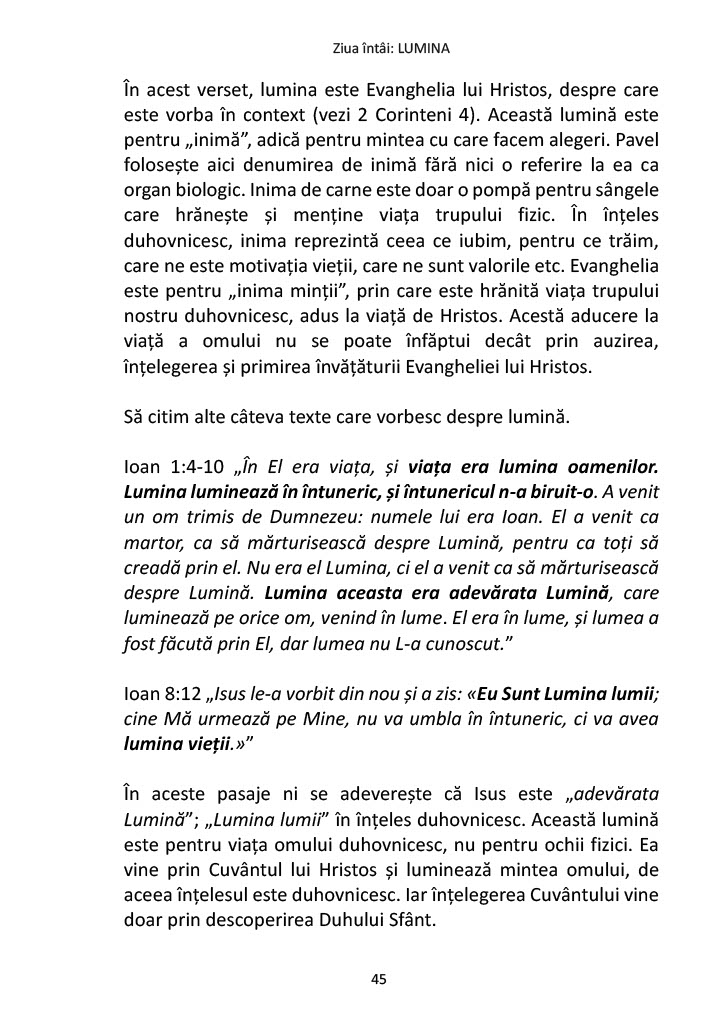 Ziua întâi: LUMINA
În acest verset, lumina este Evanghelia lui Hristos, despre care
este vorba în context (vezi 2 Corinteni 4). Această lumină este
pentru „inimă”, adică pentru mintea cu care facem alegeri. Pavel
folosește aici denumirea de inimă fără nici o referire la ea ca
organ biologic. Inima de carne este doar o pompă pentru sângele
care hrănește și menține viața trupului fizic. În înțeles
duhovnicesc, inima reprezintă ceea ce iubim, pentru ce trăim,
care ne este motivația vieții, care ne sunt valorile etc. Evanghelia
este pentru „inima minții”, prin care este hrănită viața trupului
nostru duhovnicesc, adus la viață de Hristos. Acestă aducere la
viață a omului nu se poate înfăptui decât prin auzirea,
înțelegerea și primirea învățăturii Evangheliei lui Hristos.
Să citim alte câteva texte care vorbesc despre lumină.
Ioan 1:4-10 „În El era viața, și viața era lumina oamenilor.
Lumina luminează în întuneric, și întunericul n-a biruit-o. A venit
un om trimis de Dumnezeu: numele lui era Ioan. El a venit ca
martor, ca să mărturisească despre Lumină, pentru ca toți să
creadă prin el. Nu era el Lumina, ci el a venit ca să mărturisească
despre Lumină. Lumina aceasta era adevărata Lumină, care
luminează pe orice om, venind în lume. El era în lume, și lumea a
fost făcută prin El, dar lumea nu L-a cunoscut.”
Ioan 8:12 „Isus le-a vorbit din nou și a zis: «Eu Sunt Lumina lumii;
cine Mă urmează pe Mine, nu va umbla în întuneric, ci va avea
lumina vieții.»”
În aceste pasaje ni se adeverește că Isus este „adevărata
Lumină”; „Lumina lumii” în înțeles duhovnicesc. Această lumină
este pentru viața omului duhovnicesc, nu pentru ochii fizici. Ea
vine prin Cuvântul lui Hristos și luminează mintea omului, de
aceea înțelesul este duhovnicesc. Iar înțelegerea Cuvântului vine
doar prin descoperirea Duhului Sfânt.
45